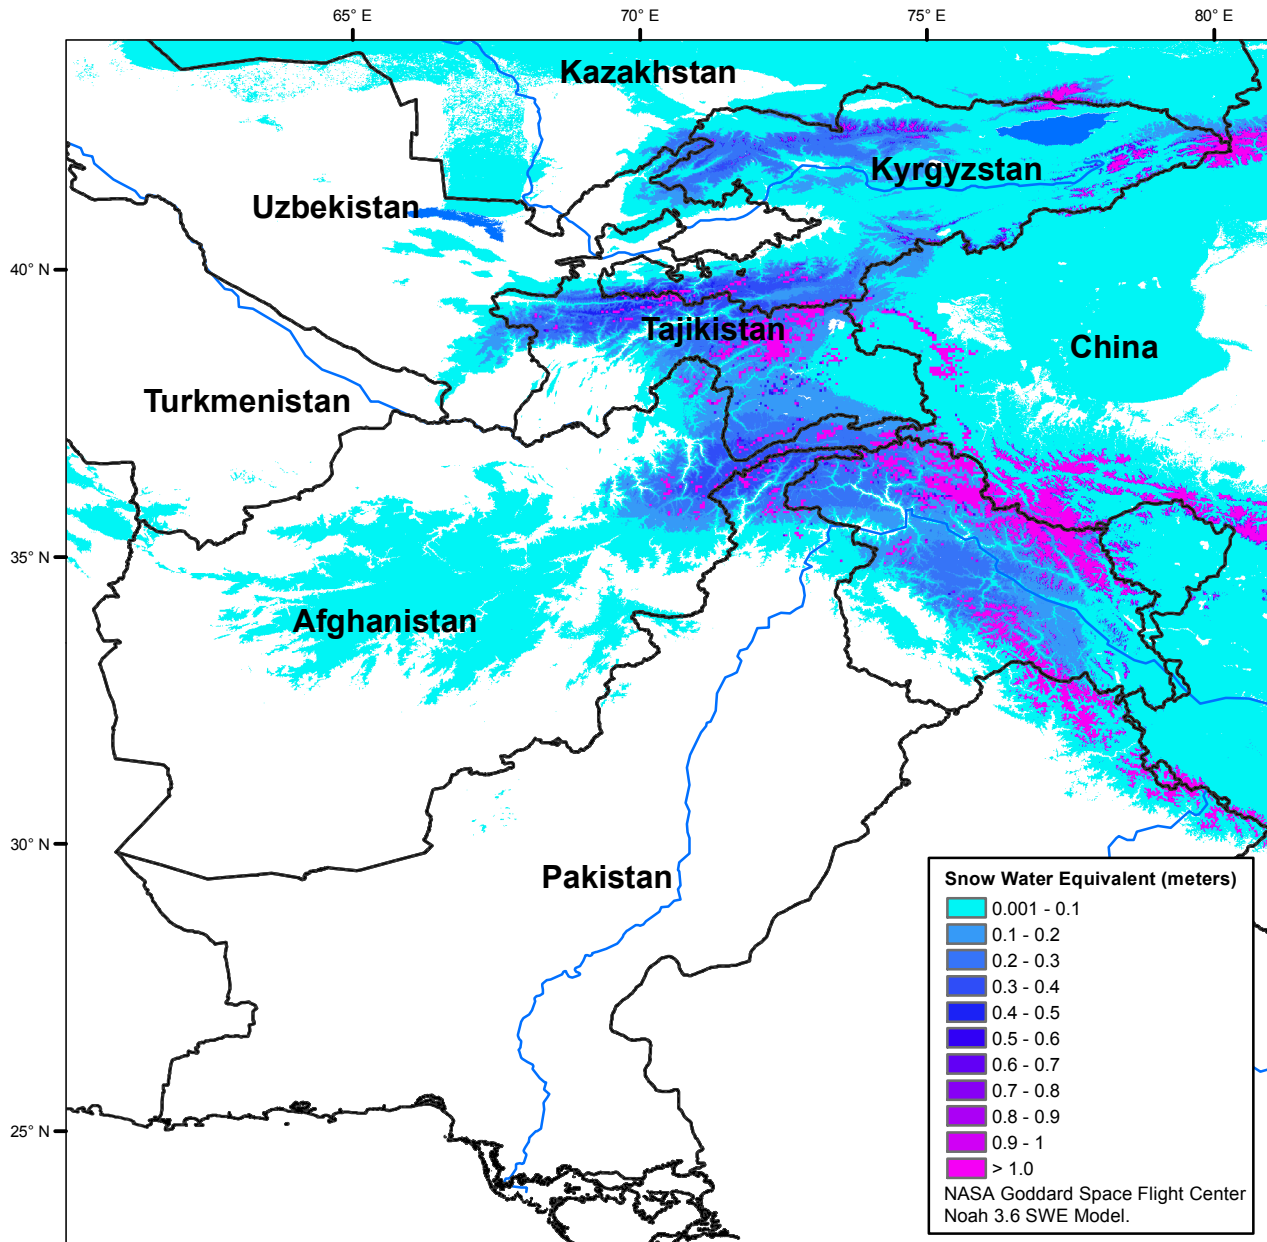 65° E
70° E
75° E
80° E
Kazakhstan
Kyrgyzstan
Uzbekistan
40° N
Tajikistan
China
Turkmenistan
35° N
Afghanistan
30° N
Pakistan
25° N
Snow Water Equivalent (meters)
0.001 - 0.1
0.1 - 0.2
0.2 - 0.3
0.3 - 0.4
0.4 - 0.5
0.5 - 0.6
0.6 - 0.7
0.7 - 0.8
0.8 - 0.9
0.9 - 1
> 1.0
NASA Goddard Space Flight Center
Noah 3.6 SWE Model.